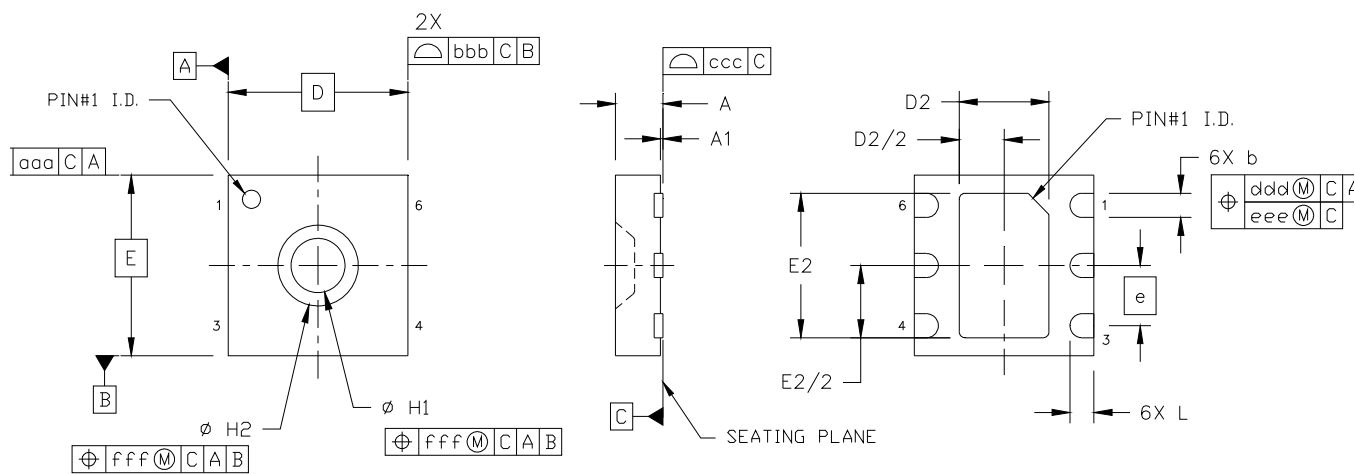 2X
bbb C B
A
D
PIN#1 I.D.
aaa C A
1
6
E
3
4
B
Ø H1
fff Ⓜ C A B
Ø H2
fff Ⓜ C A B
ccc C
A
A1
C
SEATING PLANE
D2
D2/2
PIN#1 I.D.
6X b
ddd Ⓜ C A
eee Ⓜ C
6
1
E2
e
4
3
E2/2
6X L